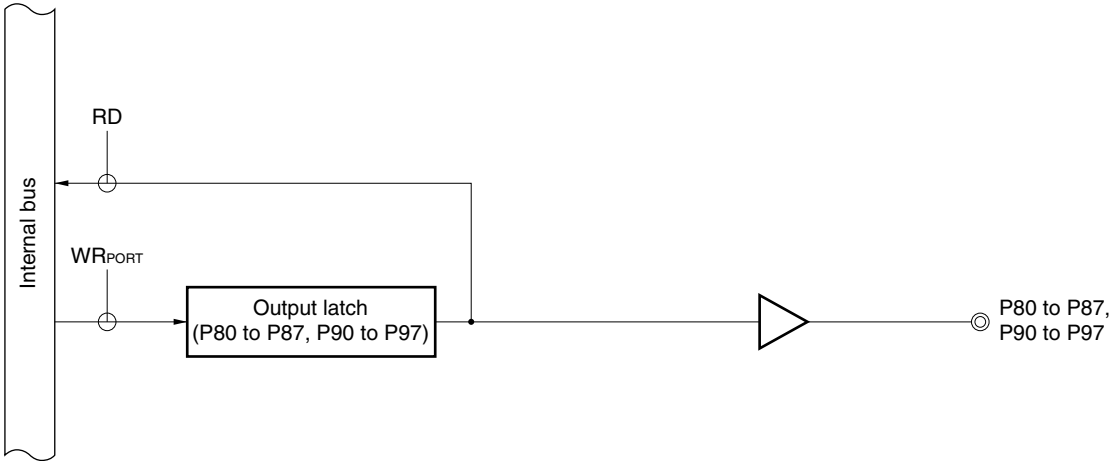 RD
Internal bus
WRPORT
Output latch
(P80 to P87, P90 to P97)
P80 to P87,
P90 to P97